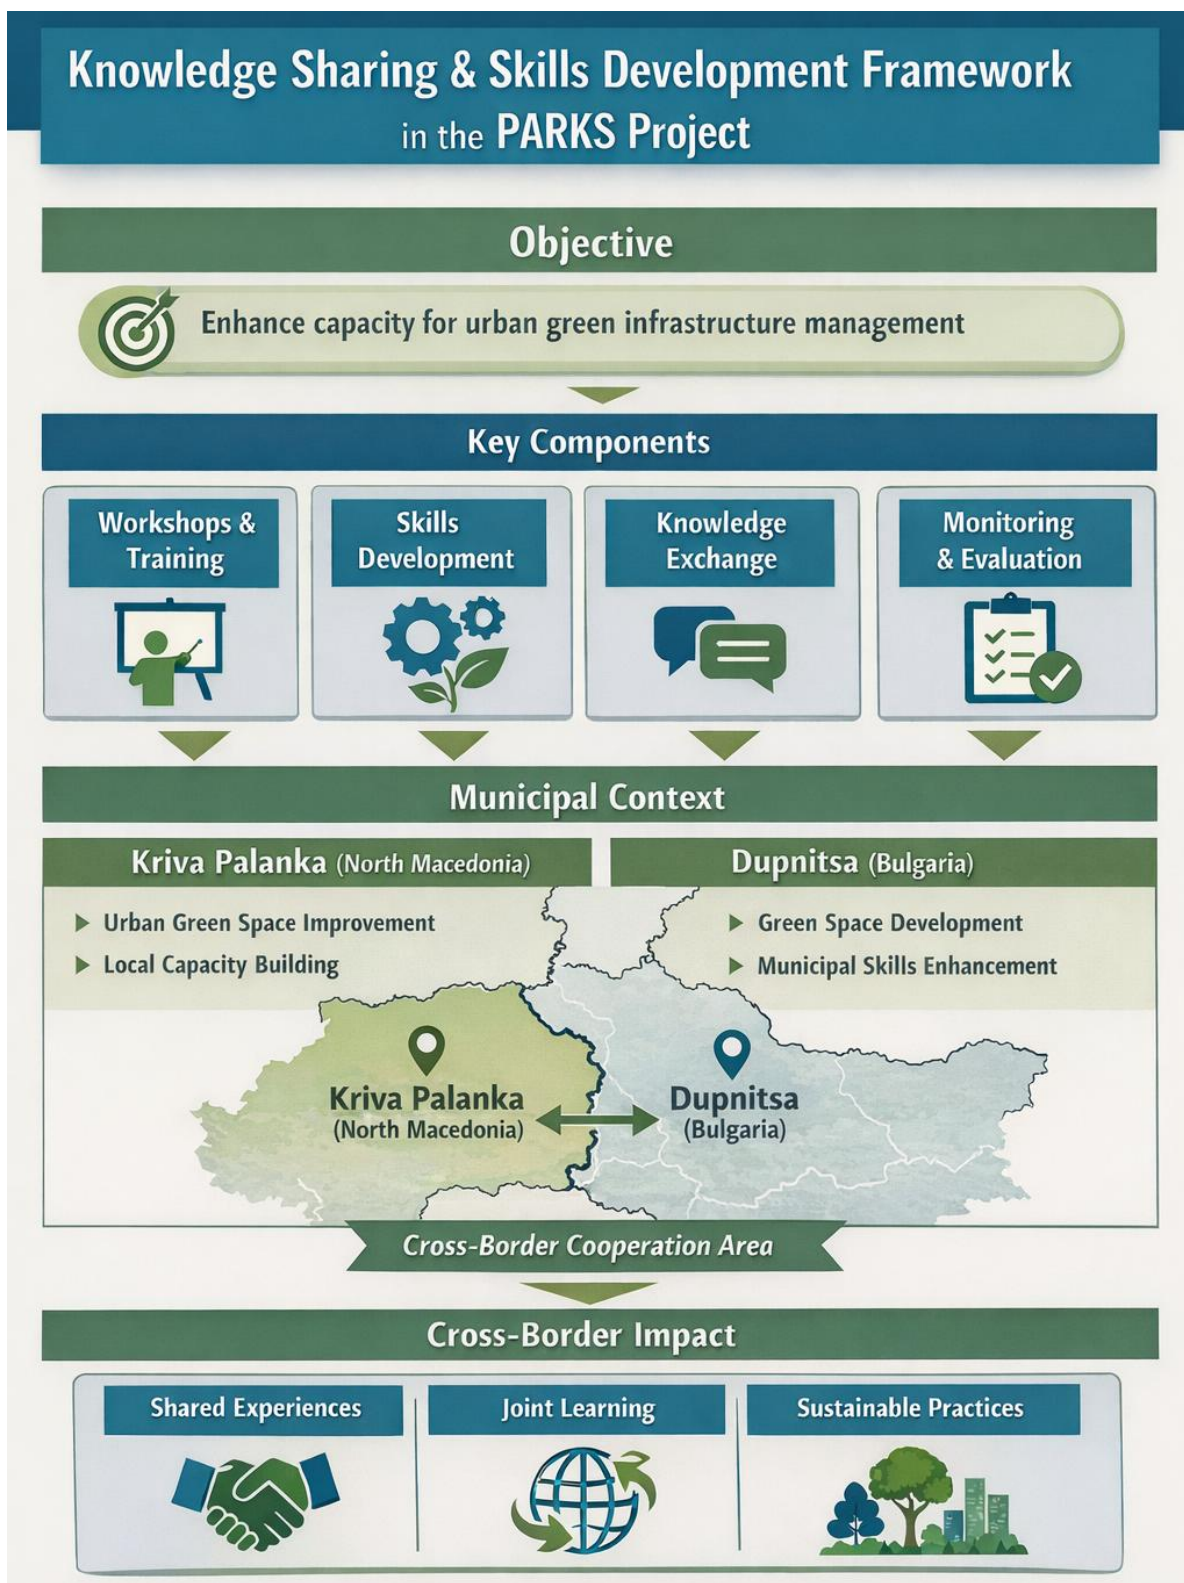 Knowledge Sharing & Skills Development Framework
in the PARKS Project
Objective
Enhance capacity for urban green infrastructure management
Key Components
Workshops &
Training
Skills
Development
Knowledge
Exchange
Monitoring
& Evaluation
Municipal Context
Kriva Palanka (North Macedonia)
Urban Green Space Improvement
Local Capacity Building
Dupnitsa (Bulgaria)
Green Space Development
Municipal Skills Enhancement
Kriva Palanka
(North Macedonia)
Dupnitsa
(Bulgaria)
Cross-Border Cooperation Area
Cross-Border Impact
Shared Experiences
Joint Learning
Sustainable Practices